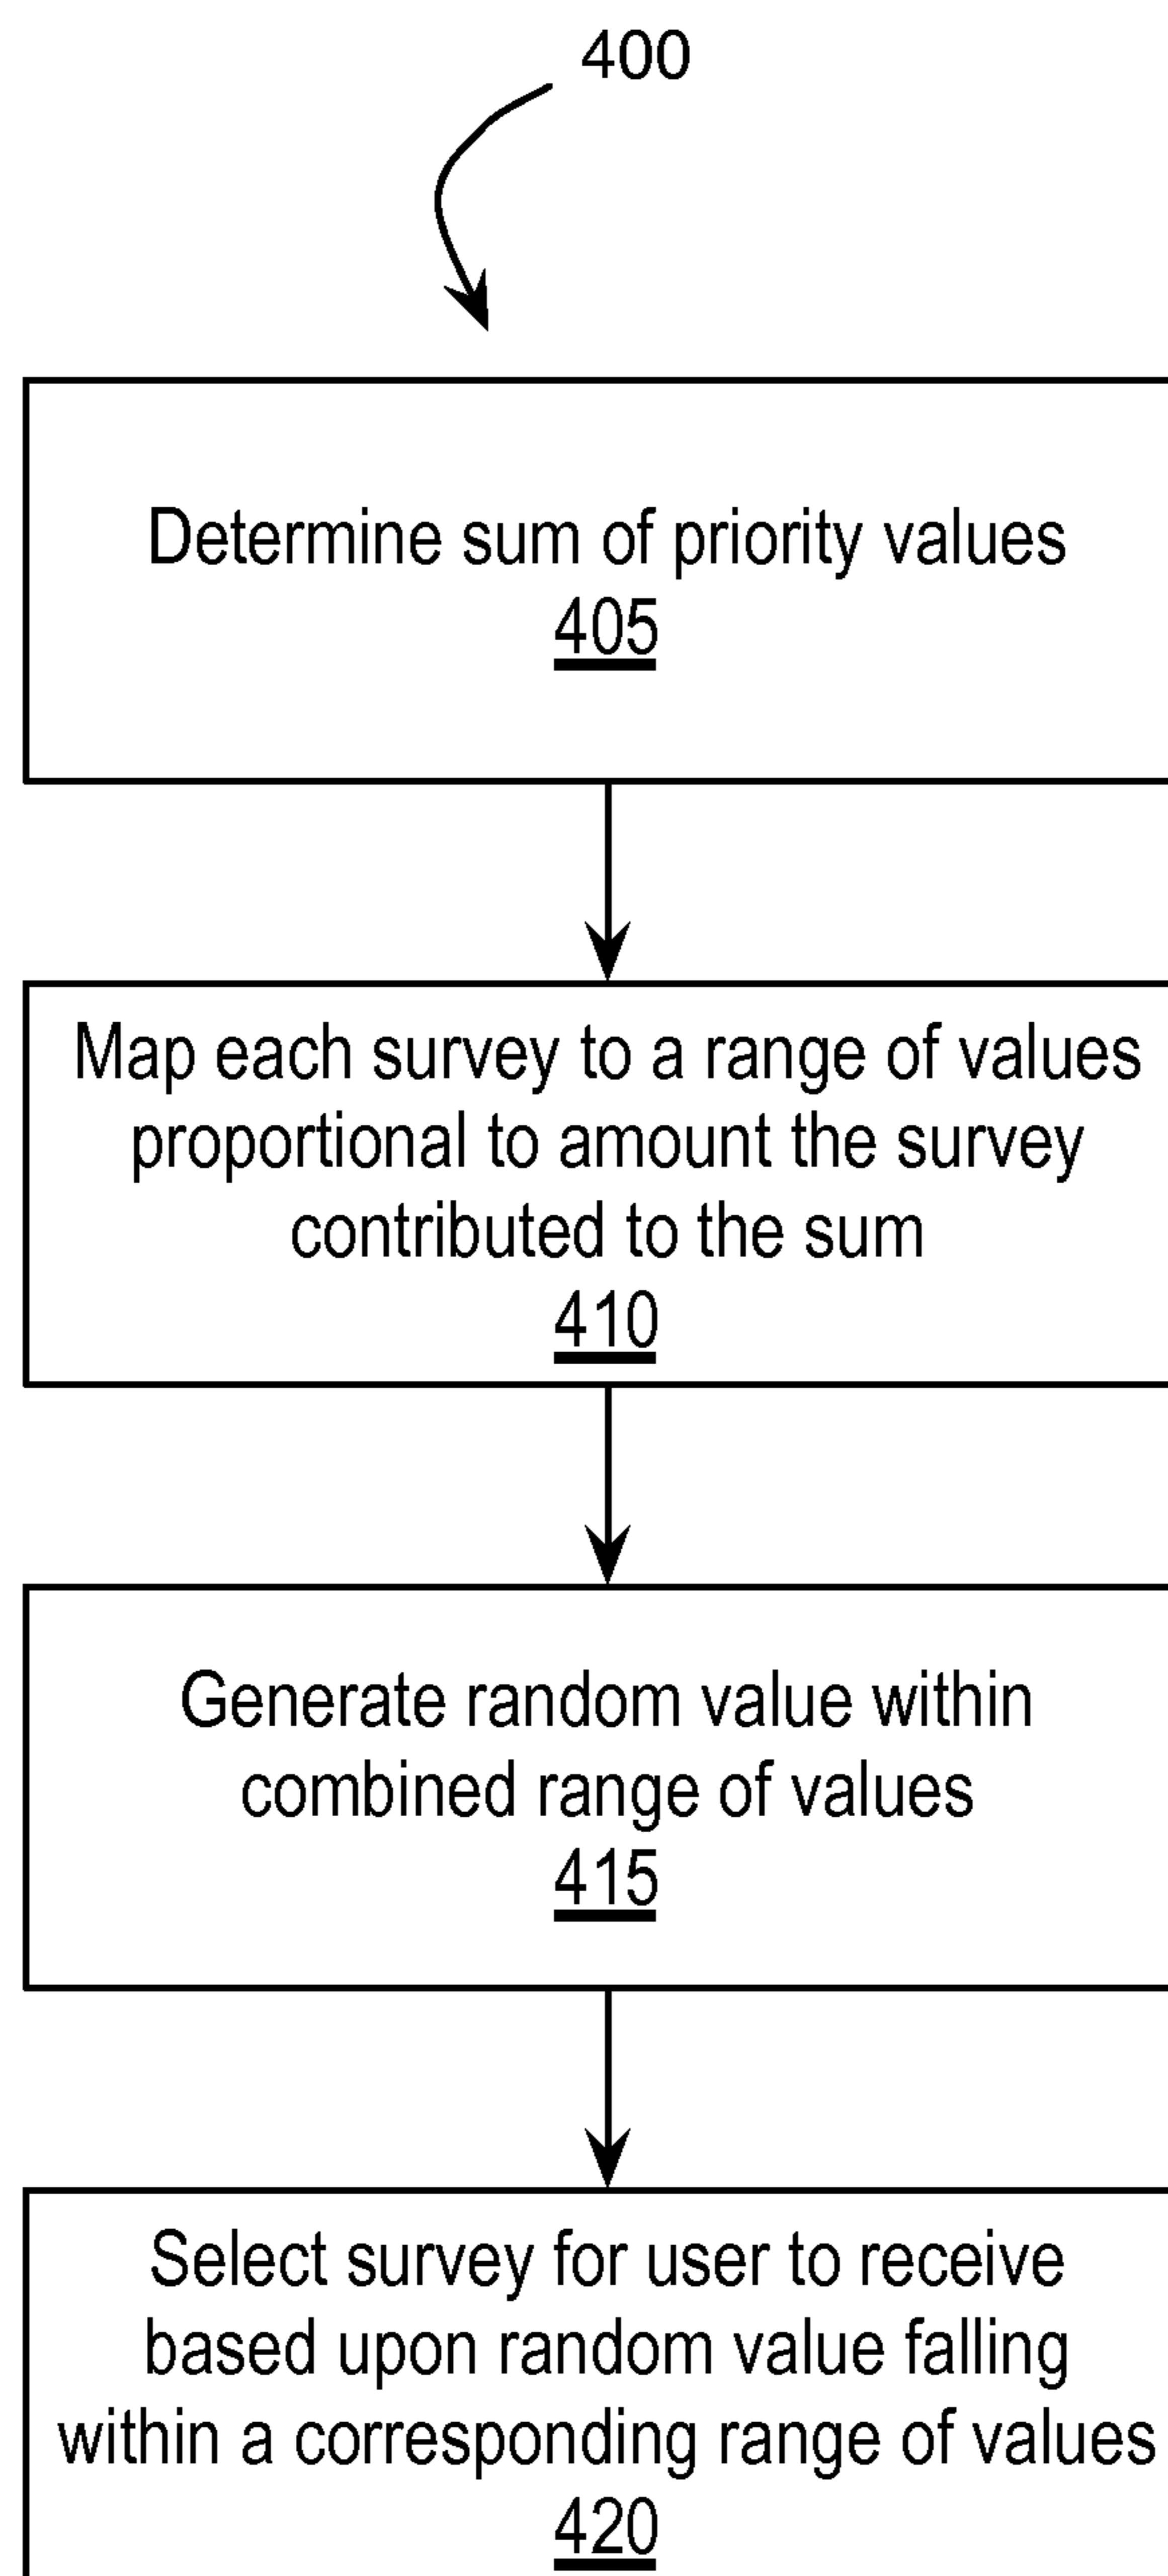 400
Determine sum of priority values
405
Map each survey to a range of values
proportional to amount the survey
contributed to the sum
410
Generate random value within
combined range of values
415
Select survey for user to receive
based upon random value falling
within a corresponding range of values
420